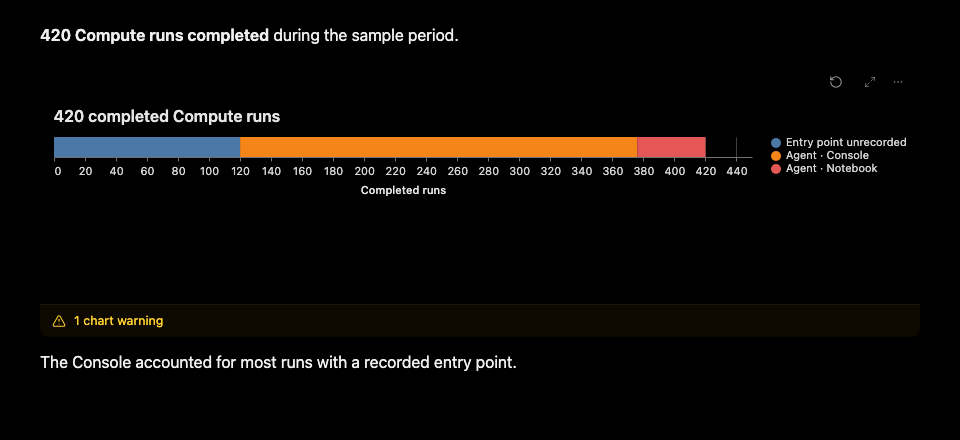 420 Compute runs completed during the sample period.
420 completed Compute runs
Entry point unrecorded
Agent · Console
Agent · Notebook
0 20 40 60 80 100 120 140 160 180 200 220 240 260 280 300 320 340 360 380 400 420 440
Completed runs
1 chart warning
The Console accounted for most runs with a recorded entry point.